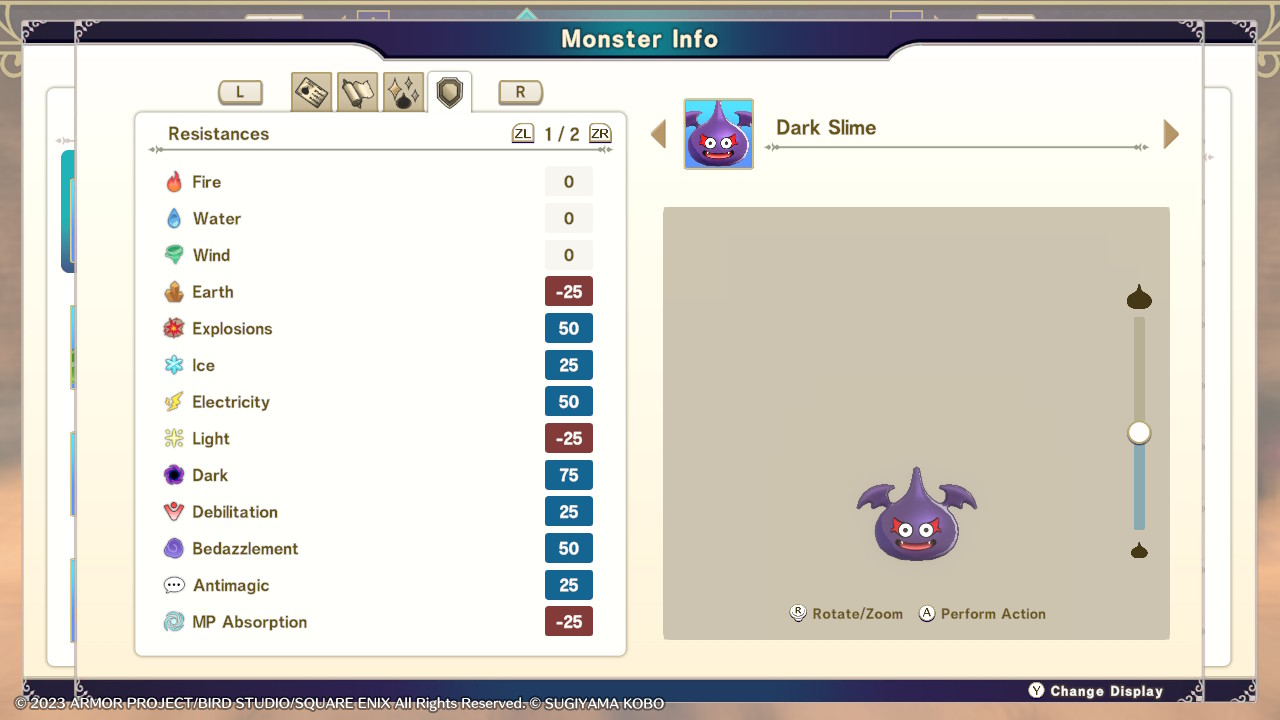 Monster Info
L
R
Resistances
ZL 1 / 2 ZR
Dark Slime
Fire 0
Water 0
Wind 0
Earth -25
Explosions 50
Ice 25
Electricity 50
Light -25
Dark 75
Debilitation 25
Bedazzlement 50
Antimagic 25
MP Absorption -25
R Rotate/Zoom A Perform Action
Y Change Display
© 2023 ARMOR PROJECT/BIRD STUDIO/SQUARE ENIX All Rights Reserved. © SUGIYAMA KOBO